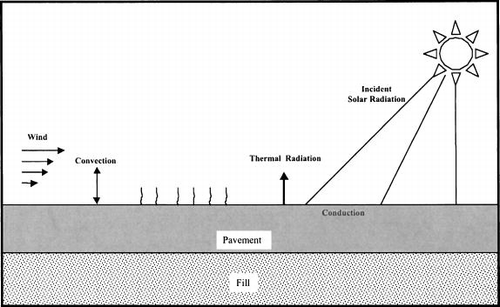 Incident
Solar Radiation
Wind
Convection
Thermal Radiation
Conduction
Pavement
Fill